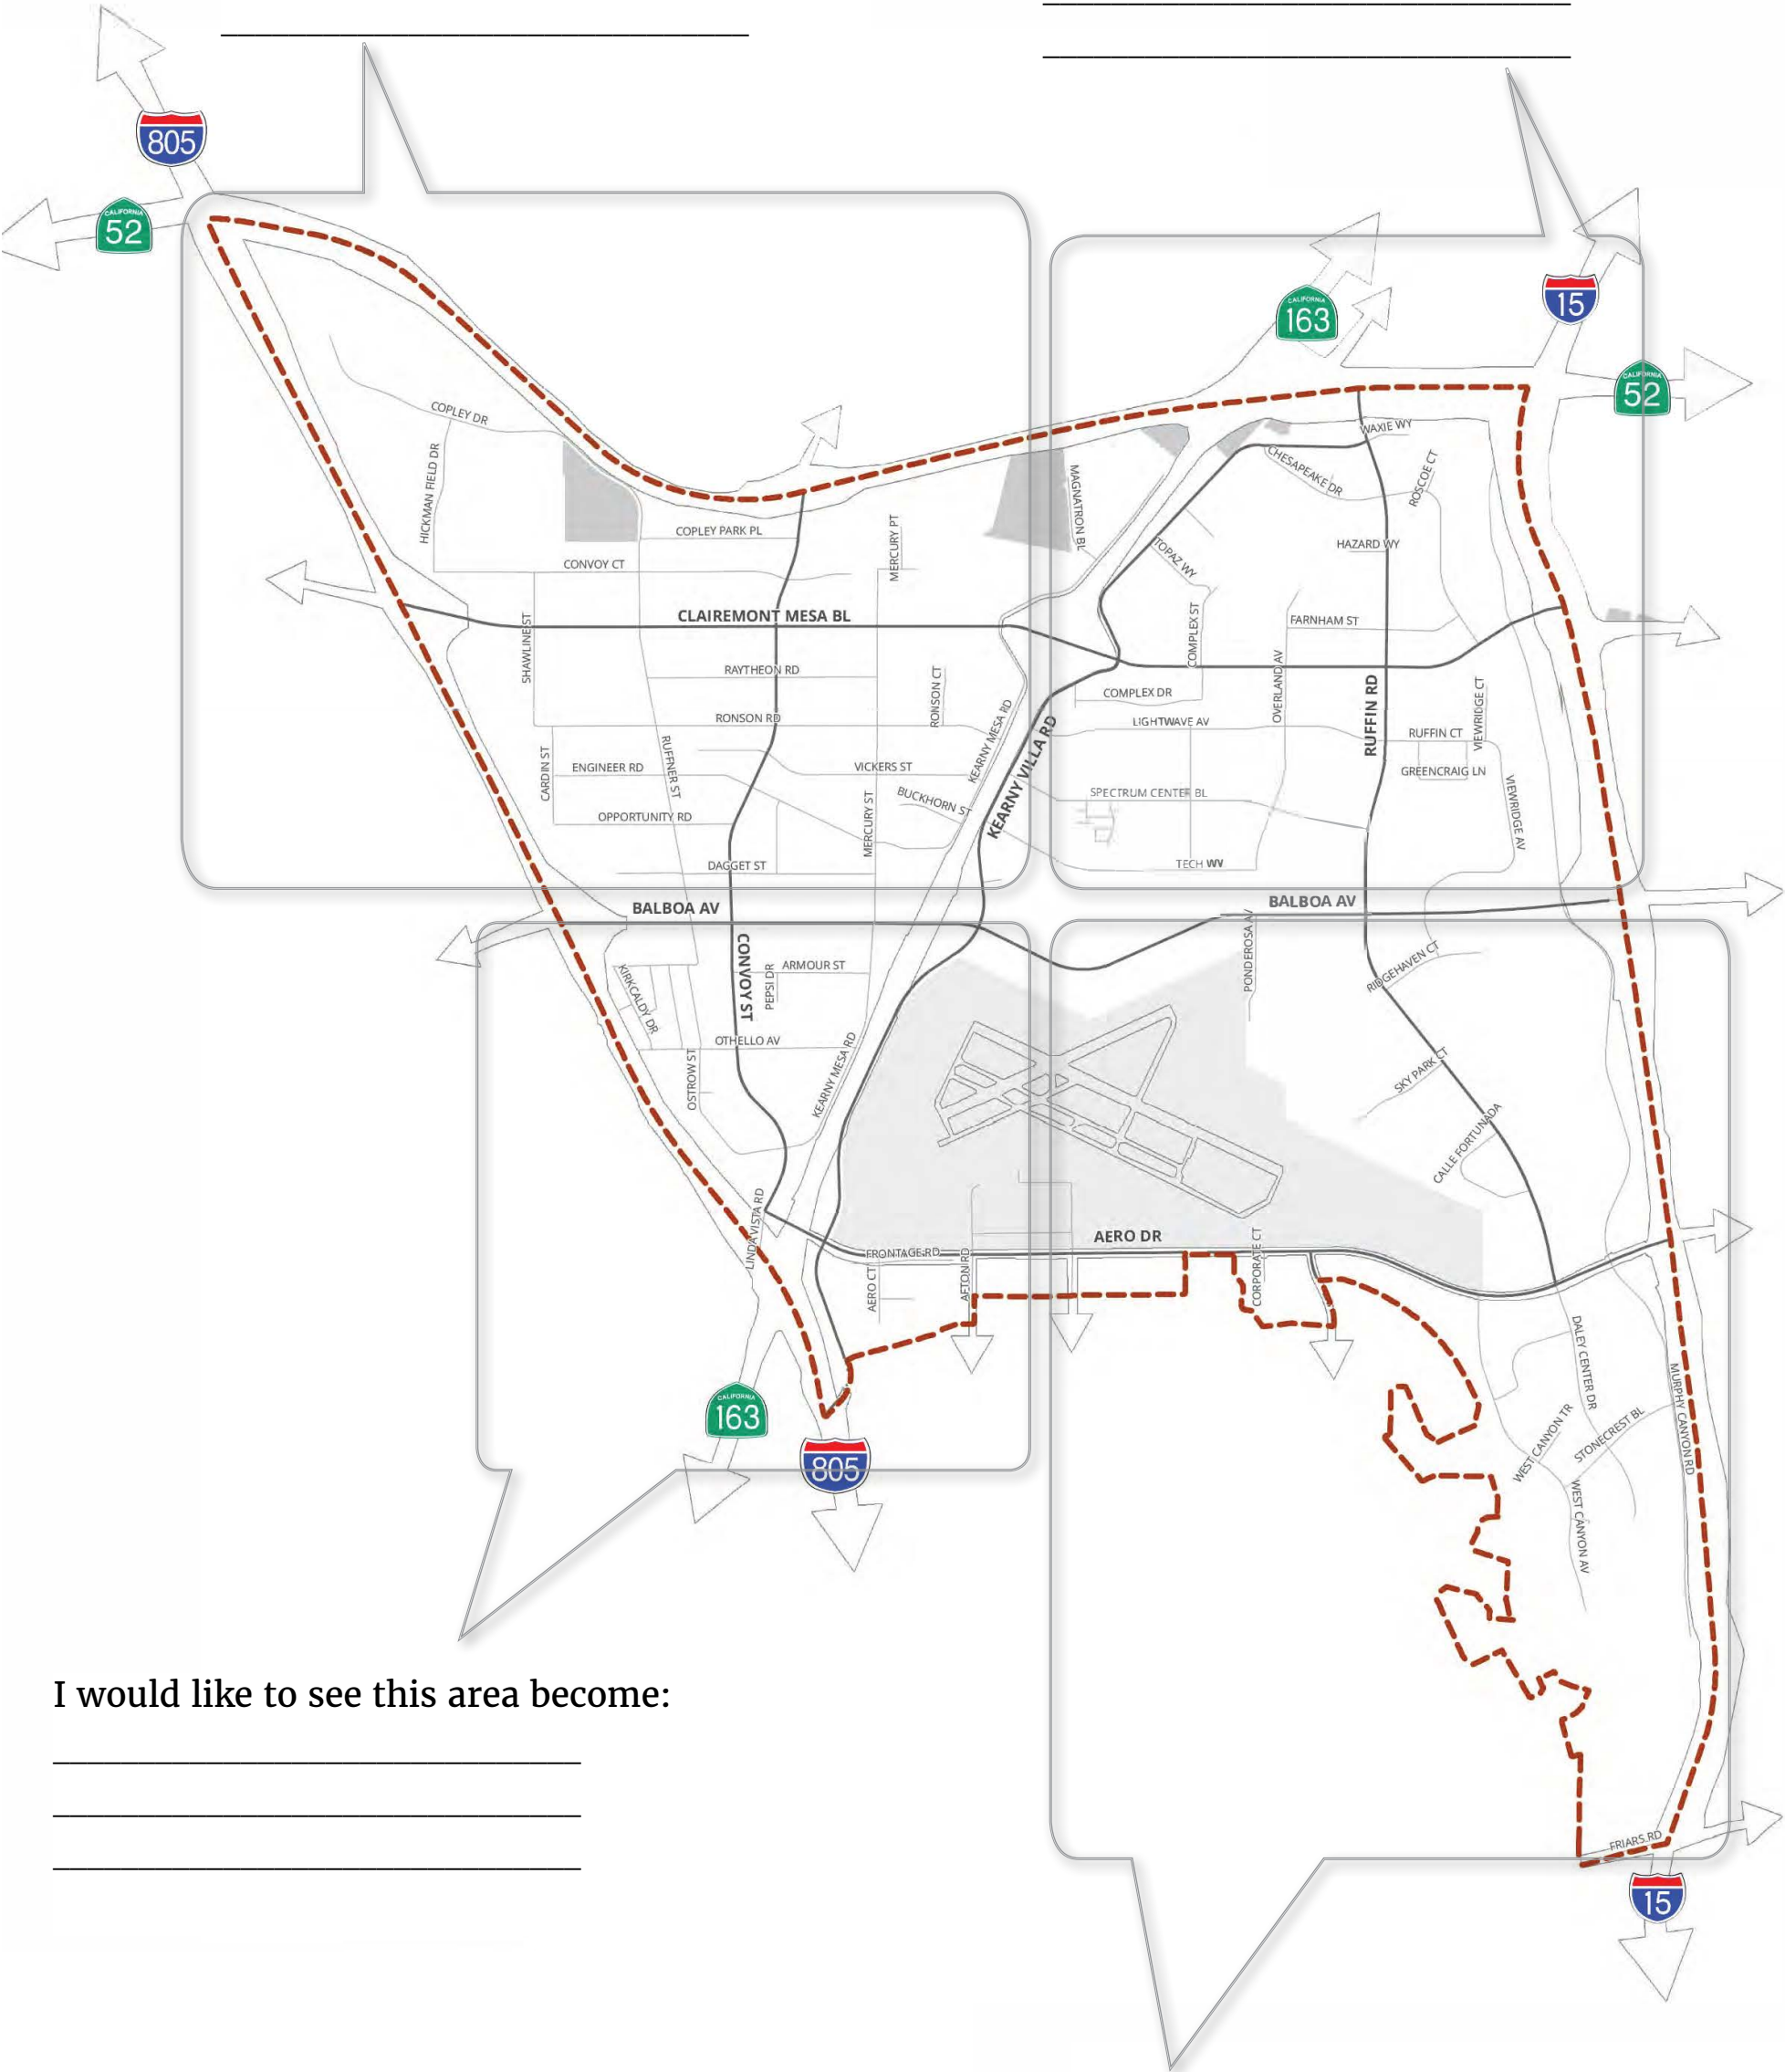 805
CALIFORNIA
52
CALIFORNIA
163
15
CALIFORNIA
52
COPLEY DR
HICKMAN FIELD DR
COPLEY PARK PL
CONVOY CT
MERCURY PT
MAGNATRON BL
WAXIE WY
CHESAPEAKE DR
ROSCOE CT
HAZARD WY
TOPAZ WY
CLAIREMONT MESA BL
SHAWLINE ST
COMPLEX ST
FARNHAM ST
RAYTHEON RD
RONSON CT
COMPLEX DR
OVERLAND AV
RUFFIN RD
VIEWRIDGE CT
RONSON RD
KEARNY MESA RD
KEARNY VILLA RD
LIGHTWAVE AV
RUFFIN CT
CARDIN ST
ENGINEER RD
RUFFNER ST
VICKERS ST
GREENCRAIG LN
BUCKHORN ST
SPECTRUM CENTER BL
VIEWRIDGE AV
OPPORTUNITY RD
MERCURY ST
DAGGET ST
TECH WY
BALBOA AV
BALBOA AV
CONVOY ST
PEPSI DR
ARMOUR ST
KIRKCALDY DR
PONDEROSA AV
RIDGEHAVEN CT
OTHELLO AV
OSTROW ST
KEARNY MESA RD
SKY PARK CT
CALLE FORTUNADA
LINDA VISTA RD
FRONTAGE RD
AERO DR
AERO CT
AFTON RD
CORPORATE CT
DALEY CENTER DR
MURPHY CANYON RD
WEST CANYON TR
STONECREST BL
WEST CANYON AV
CALIFORNIA
163
805
I would like to see this area become:
FRIARS RD
15